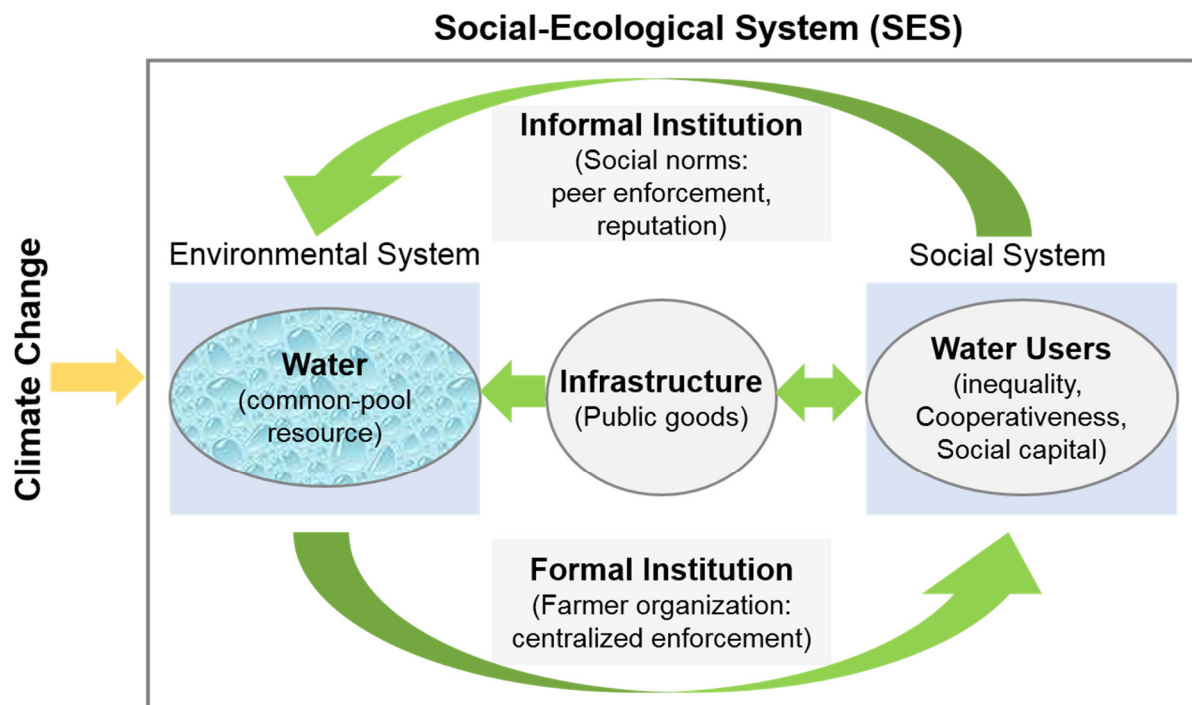 Social-Ecological System (SES)
Informal Institution
(Social norms:
peer enforcement,
reputation)
Environmental System
Social System
Climate Change
Water
(common-pool
resource)
Infrastructure
(Public goods)
Water Users
(inequality,
Cooperativeness,
Social capital)
Formal Institution
(Farmer organization:
centralized enforcement)